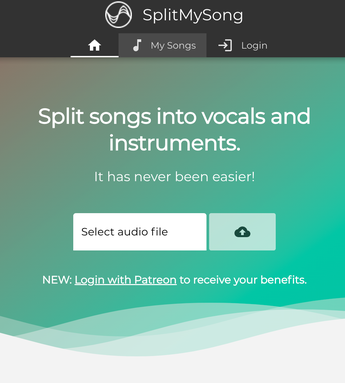 SplitMySong
My Songs
Login
Split songs into vocals and
instruments.
It has never been easier!
Select audio file
NEW: Login with Patreon to receive your benefits.